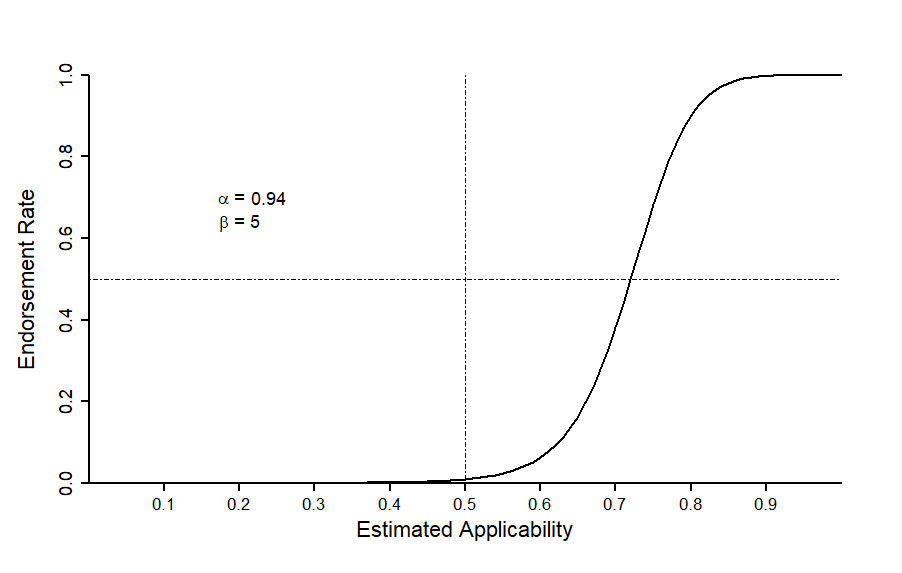 1.0
0.8
0.6
0.4
0.2
0.0
Endorsement Rate
α = 0.94
β = 5
0.1 0.2 0.3 0.4 0.5 0.6 0.7 0.8 0.9
Estimated Applicability